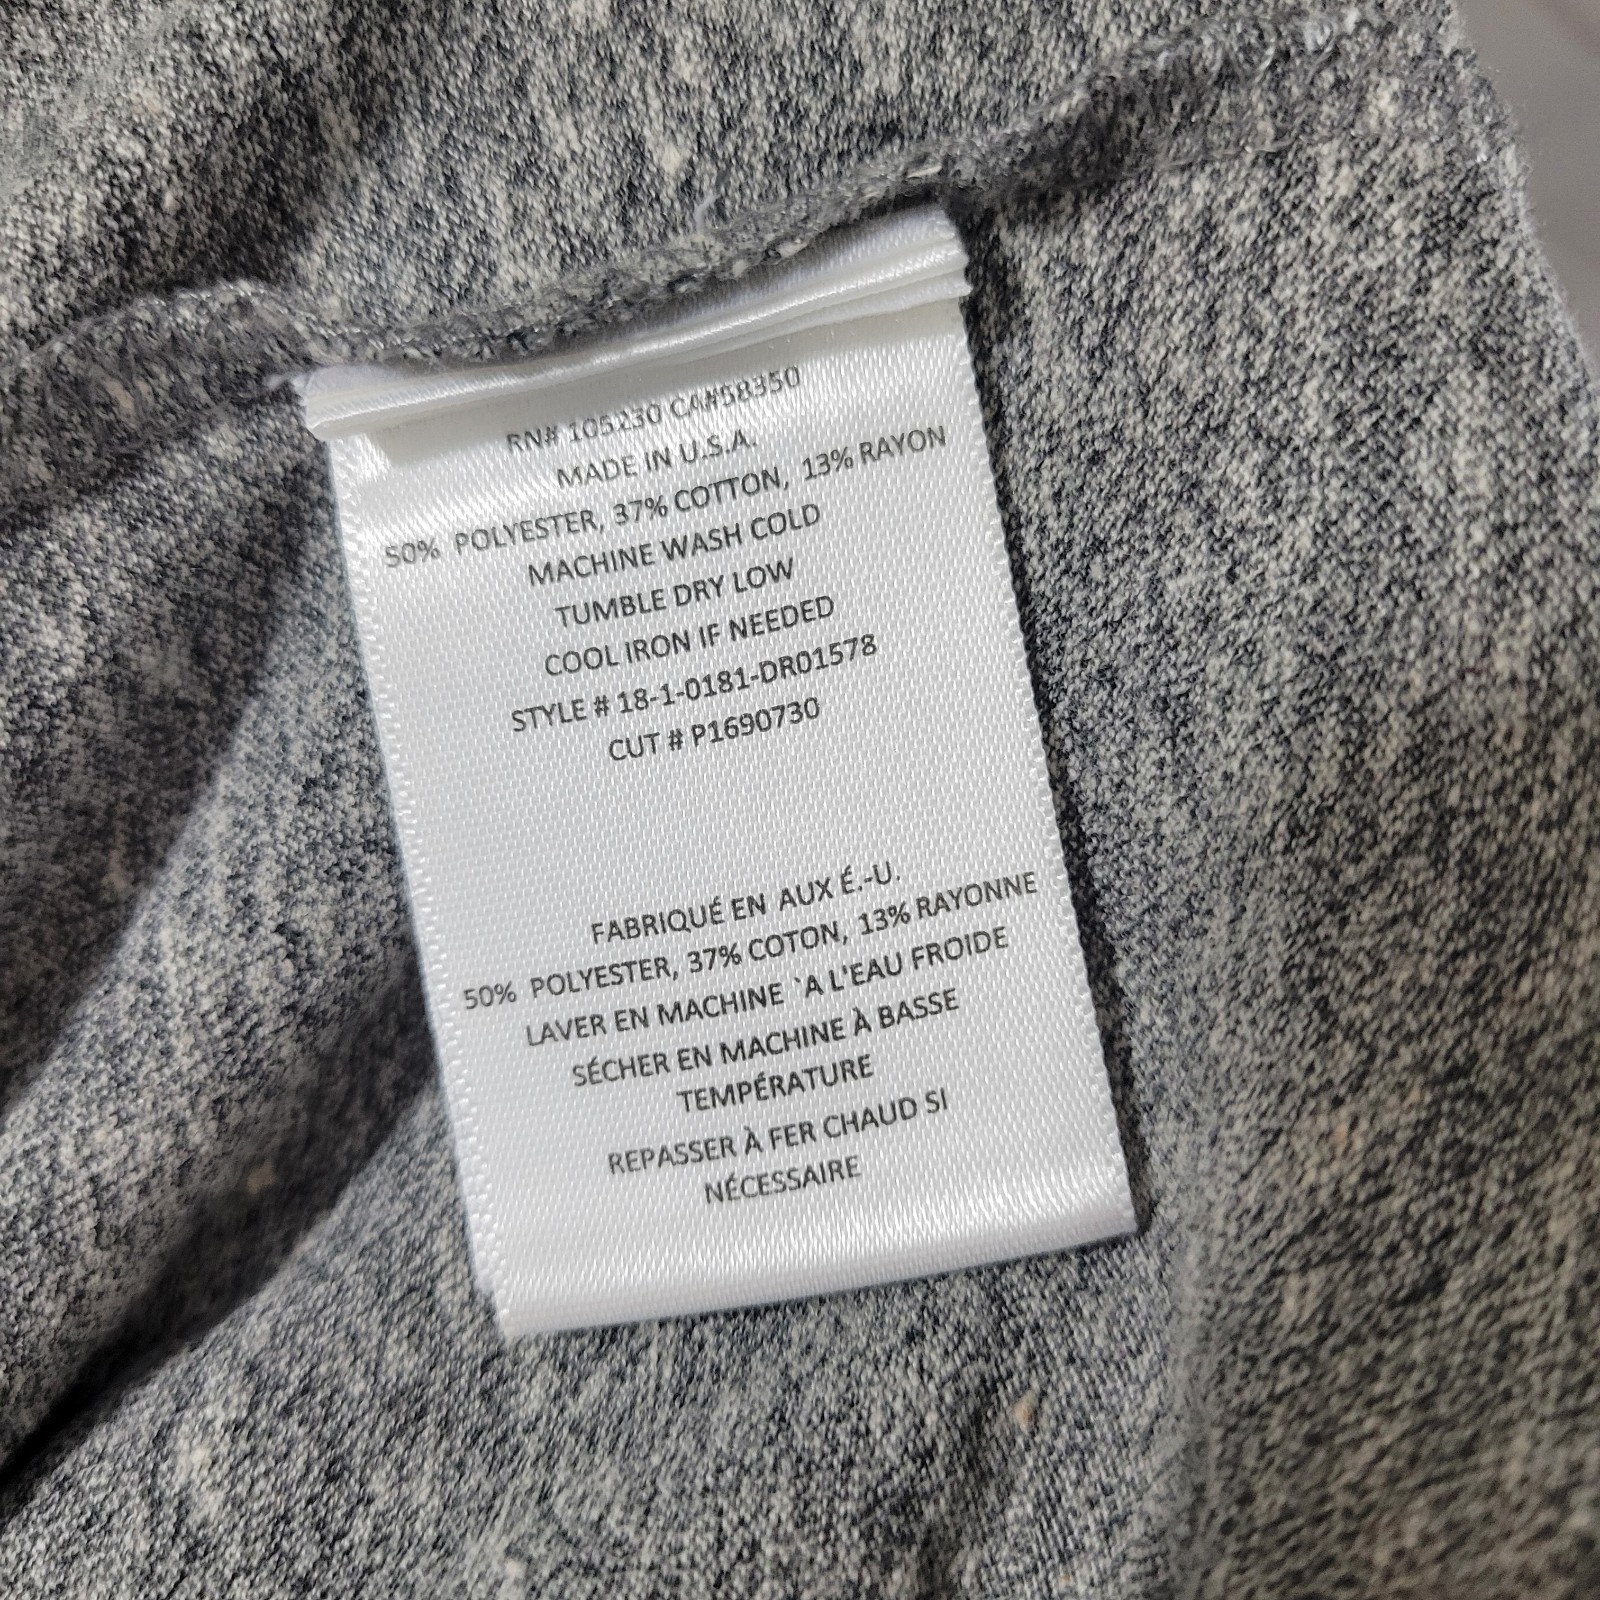 RN# 105230 CA#58350
MADE IN U.S.A.
50% POLYESTER, 37% COTTON, 13% RAYON
MACHINE WASH COLD
TUMBLE DRY LOW
COOL IRON IF NEEDED
STYLE # 18-1-0181-DR01578
CUT # P1690730
FABRIQUÉ EN AUX É.-U.
50% POLYESTER, 37% COTON, 13% RAYONNE
LAVER EN MACHINE `A L'EAU FROIDE
SÉCHER EN MACHINE À BASSE
TEMPÉRATURE
REPASSER À FER CHAUD SI
NÉCESSAIRE